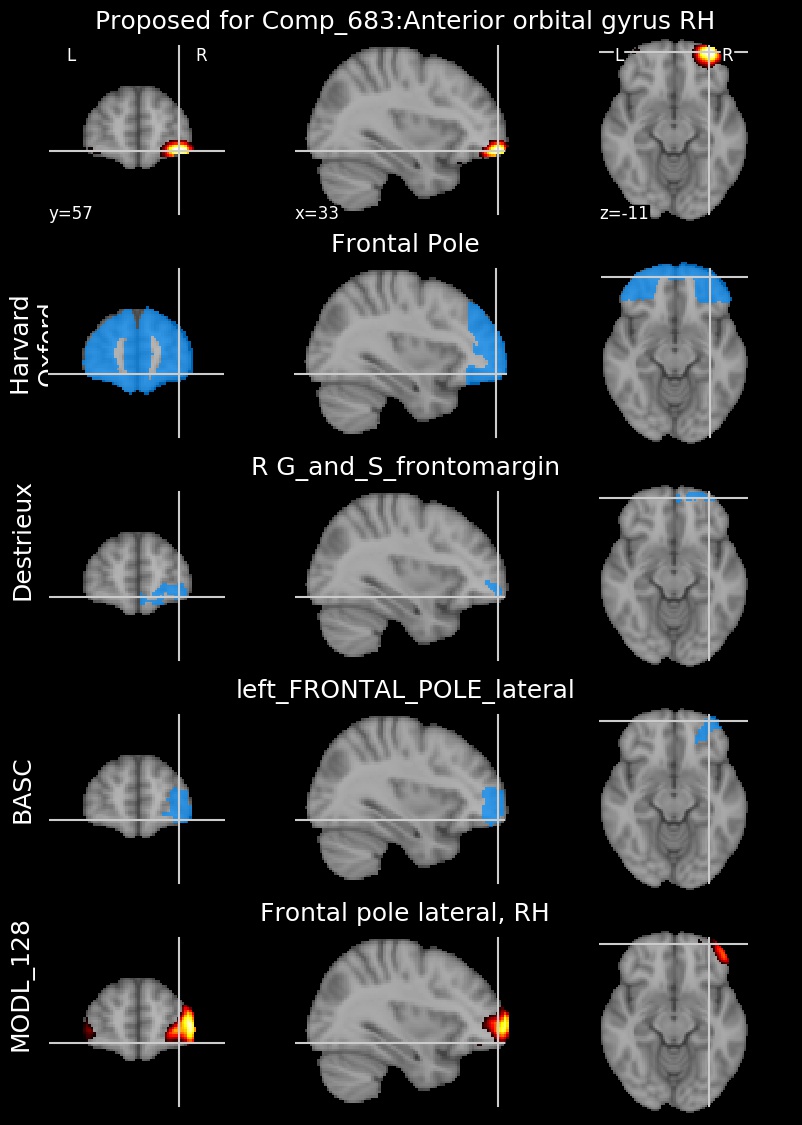 Proposed for Comp_683:Anterior orbital gyrus RH
L R L R
y=57 x=33 z=-11
Frontal Pole
Harvard
Oxford
R G_and_S_frontomargin
Destrieux
left_FRONTAL_POLE_lateral
BASC
Frontal pole lateral, RH
MODL_128